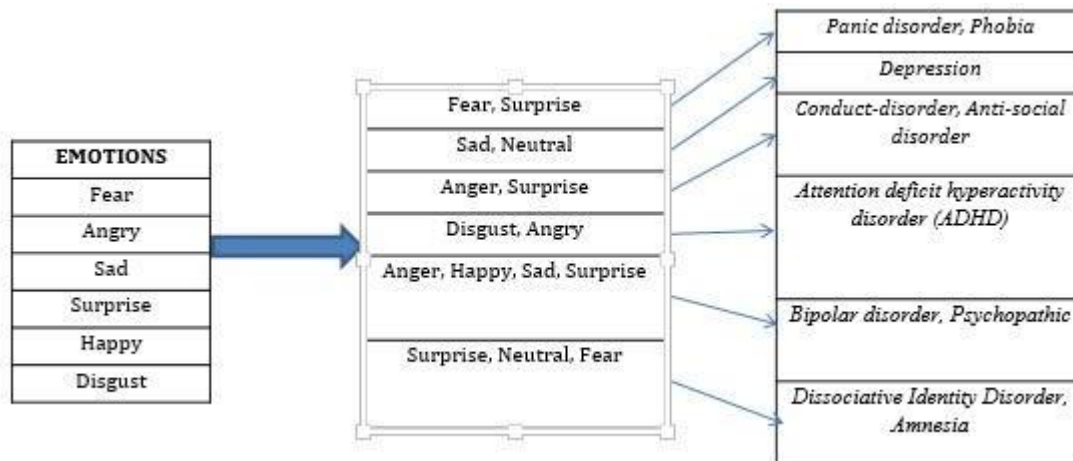 EMOTIONS
Fear
Angry
Sad
Surprise
Happy
Disgust
Fear, Surprise
Sad, Neutral
Anger, Surprise
Disgust, Angry
Anger, Happy, Sad, Surprise
Surprise, Neutral, Fear
Panic disorder, Phobia
Depression
Conduct-disorder, Anti-social
disorder
Attention deficit hyperactivity
disorder (ADHD)
Bipolar disorder, Psychopathic
Dissociative Identity Disorder,
Amnesia